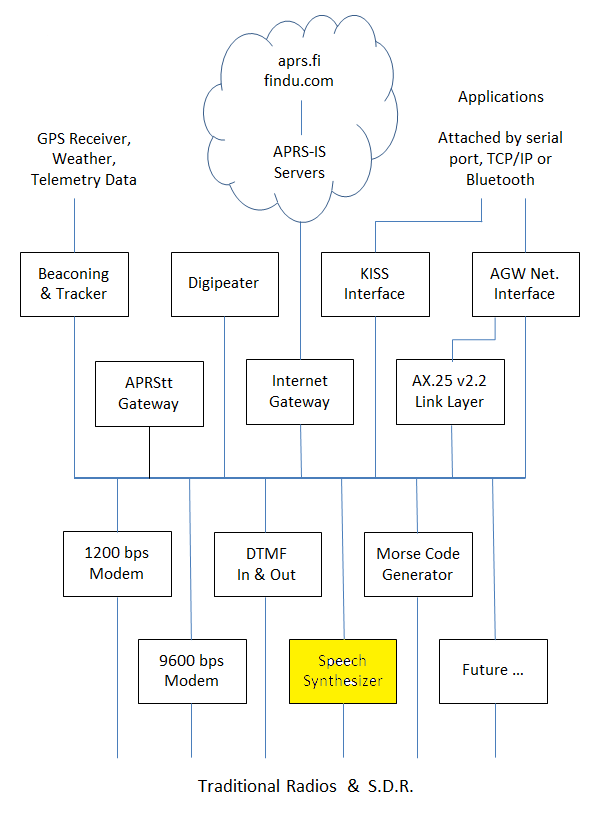 aprs.fi
findu.com
APRS-IS
Servers
Applications
Attached by serial
port, TCP/IP or
Bluetooth
GPS Receiver,
Weather,
Telemetry Data
Beaconing
& Tracker
Digipeater
KISS
Interface
AGW Net.
Interface
APRStt
Gateway
Internet
Gateway
AX.25 v2.2
Link Layer
1200 bps
Modem
DTMF
In & Out
Morse Code
Generator
9600 bps
Modem
Speech
Synthesizer
Future ...
Traditional Radios & S.D.R.